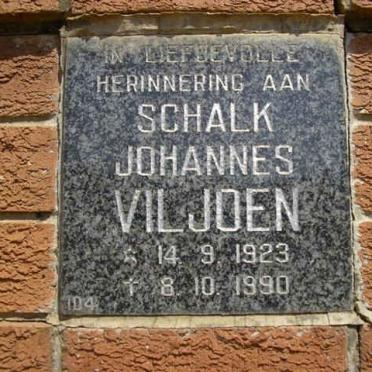 IN LIEFDEVOLLE
HERINNERING AAN
SCHALK
JOHANNES
VILJOEN
* 14. 9. 1923
† 8. 10. 1990
104